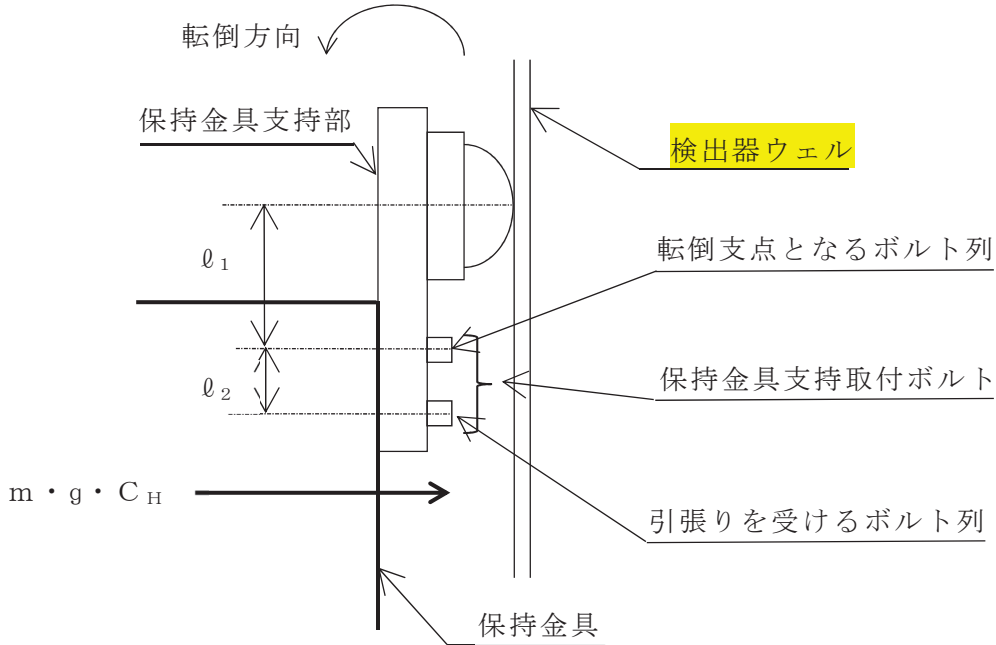 転倒方向
保持金具支持部
検出器ウェル
転倒支点となるボルト列
ℓ₁
保持金具支持取付ボルト
ℓ₂
m・g・C_H
引張りを受けるボルト列
保持金具